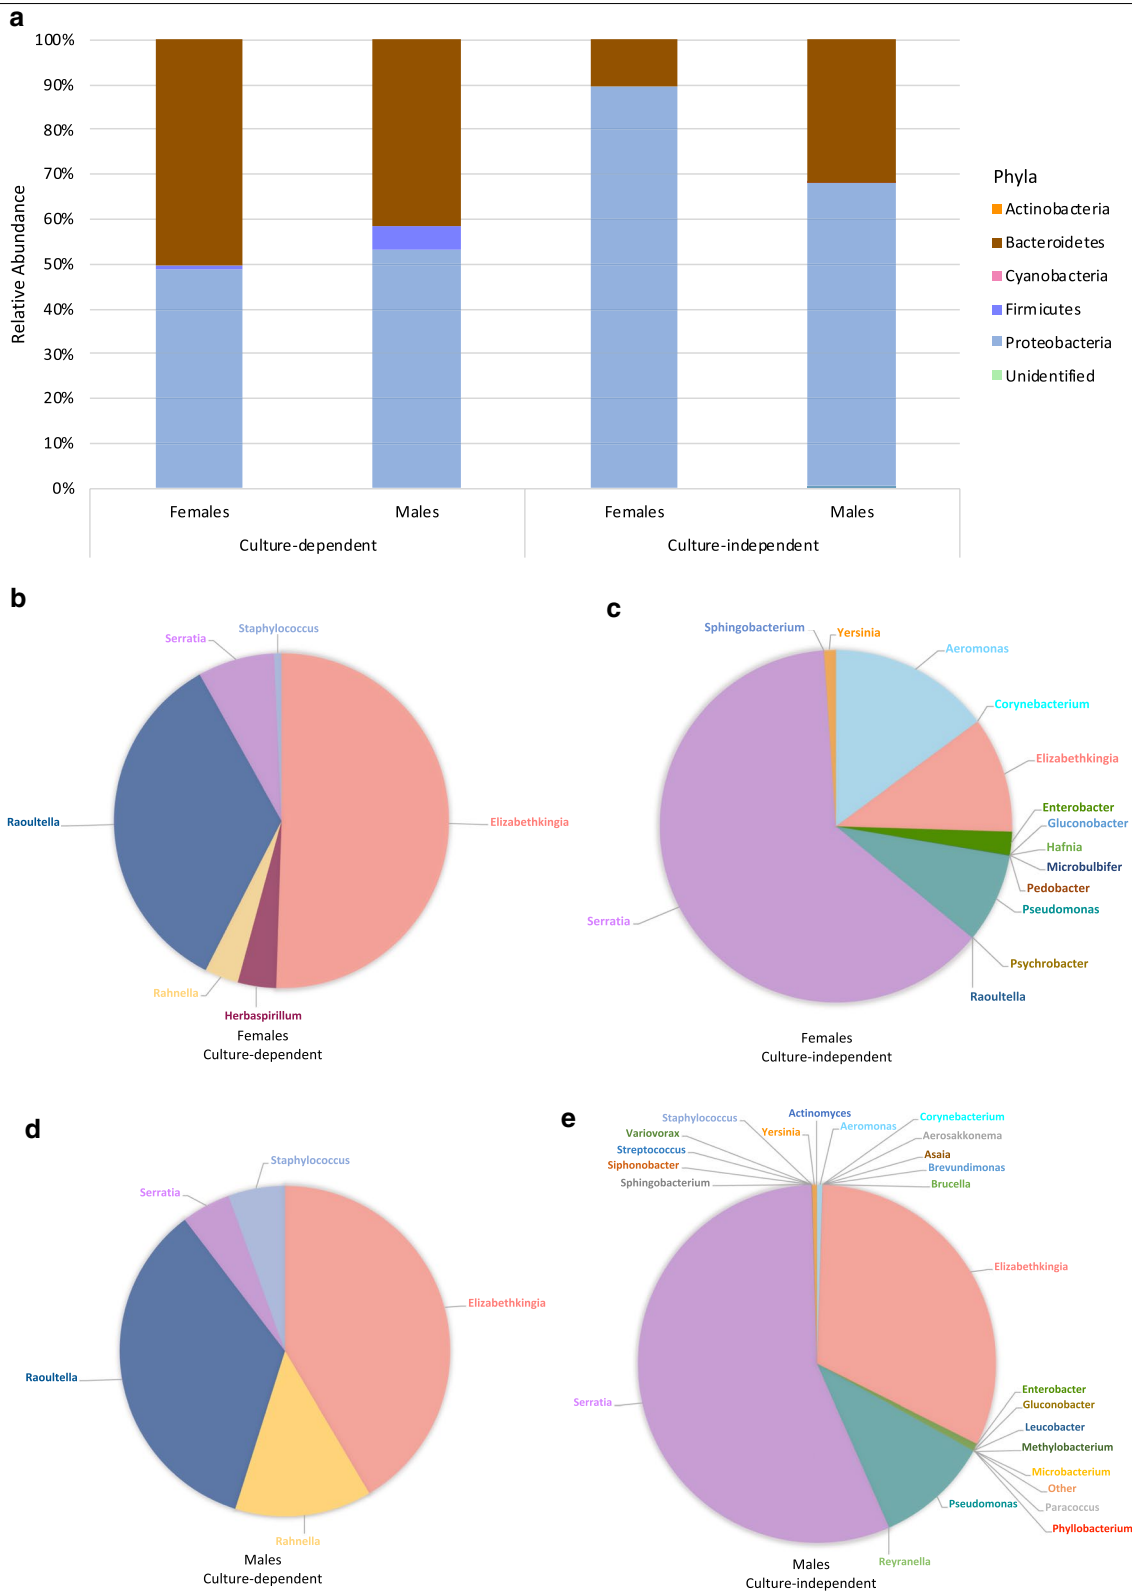 a
100%
90%
80%
70%
60%
50%
40%
30%
20%
10%
0%
Relative Abundance
Females
Males
Females
Males
Culture-dependent
Culture-independent
Phyla
Actinobacteria
Bacteroidetes
Cyanobacteria
Firmicutes
Proteobacteria
Unidentified
b
Staphylococcus
Serratia
Raoultella
Elizabethkingia
Rahnella
Herbaspirillum
Females
Culture-dependent
c
Sphingobacterium
Yersinia
Aeromonas
Corynebacterium
Elizabethkingia
Enterobacter
Gluconobacter
Hafnia
Microbulbifer
Pedobacter
Pseudomonas
Serratia
Psychrobacter
Raoultella
Females
Culture-independent
d
Staphylococcus
Serratia
Elizabethkingia
Raoultella
Rahnella
Males
Culture-dependent
e
Actinomyces
Staphylococcus
Corynebacterium
Variovorax
Yersinia
Aeromonas
Aerosakkonema
Streptococcus
Asaia
Siphonobacter
Brevundimonas
Sphingobacterium
Brucella
Elizabethkingia
Enterobacter
Serratia
Gluconobacter
Leucobacter
Methylobacterium
Microbacterium
Other
Pseudomonas
Paracoccus
Phyllobacterium
Reyranella
Males
Culture-independent